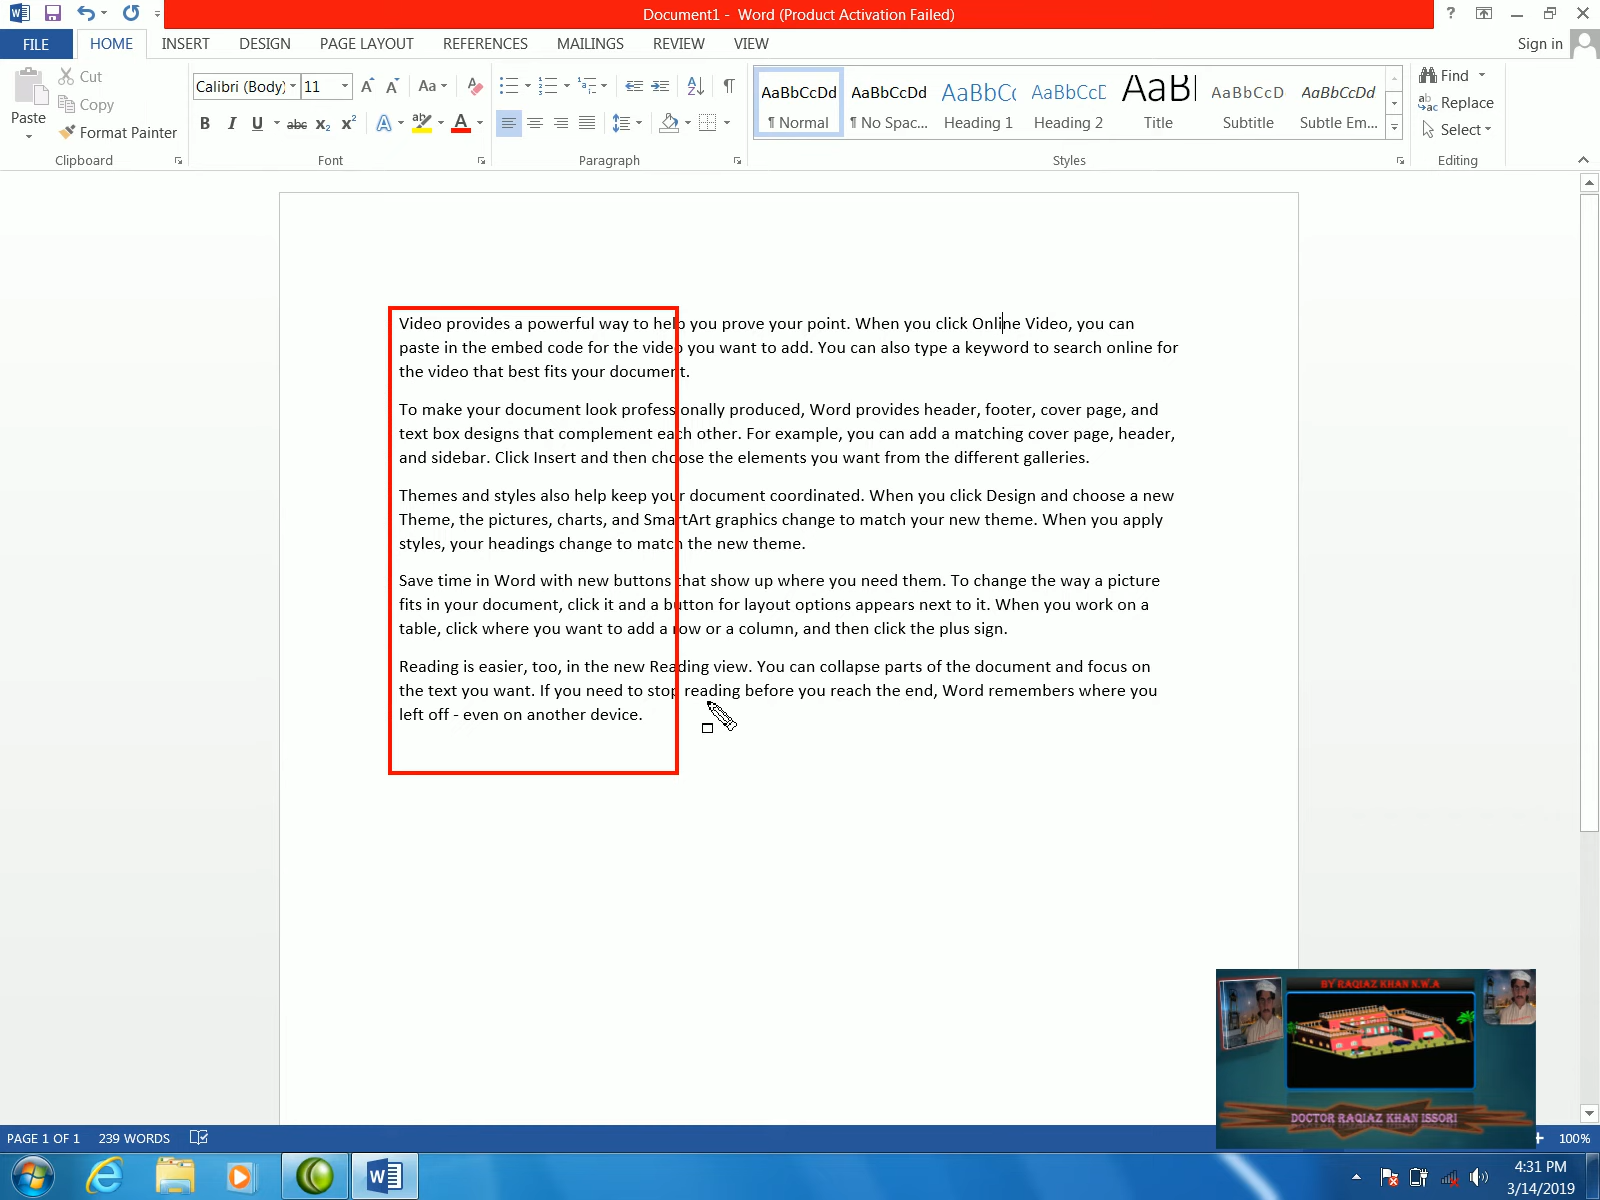 Document1 - Word (Product Activation Failed)
?
FILE HOME INSERT DESIGN PAGE LAYOUT REFERENCES MAILINGS REVIEW VIEW Sign in
Cut
Copy
Format Painter
Paste
Clipboard
Calibri (Body) 11
Font
Paragraph
AaBbCcDd AaBbCcDd AaBbCc AaBbCcD AaBl AaBbCcD AaBbCcDd
¶ Normal ¶ No Spac... Heading 1 Heading 2 Title Subtitle Subtle Em...
Styles
Find
Replace
Select
Editing
Video provides a powerful way to help you prove your point. When you click Online Video, you can
paste in the embed code for the video you want to add. You can also type a keyword to search online for
the video that best fits your document.
To make your document look professionally produced, Word provides header, footer, cover page, and
text box designs that complement each other. For example, you can add a matching cover page, header,
and sidebar. Click Insert and then choose the elements you want from the different galleries.
Themes and styles also help keep your document coordinated. When you click Design and choose a new
Theme, the pictures, charts, and SmartArt graphics change to match your new theme. When you apply
styles, your headings change to match the new theme.
Save time in Word with new buttons that show up where you need them. To change the way a picture
fits in your document, click it and a button for layout options appears next to it. When you work on a
table, click where you want to add a row or a column, and then click the plus sign.
Reading is easier, too, in the new Reading view. You can collapse parts of the document and focus on
the text you want. If you need to stop reading before you reach the end, Word remembers where you
left off - even on another device.
BY RAQIAZ KHAN N.W.A
DOCTOR RAQIAZ KHAN ISSORI
PAGE 1 OF 1 239 WORDS 100%
4:31 PM
3/14/2019